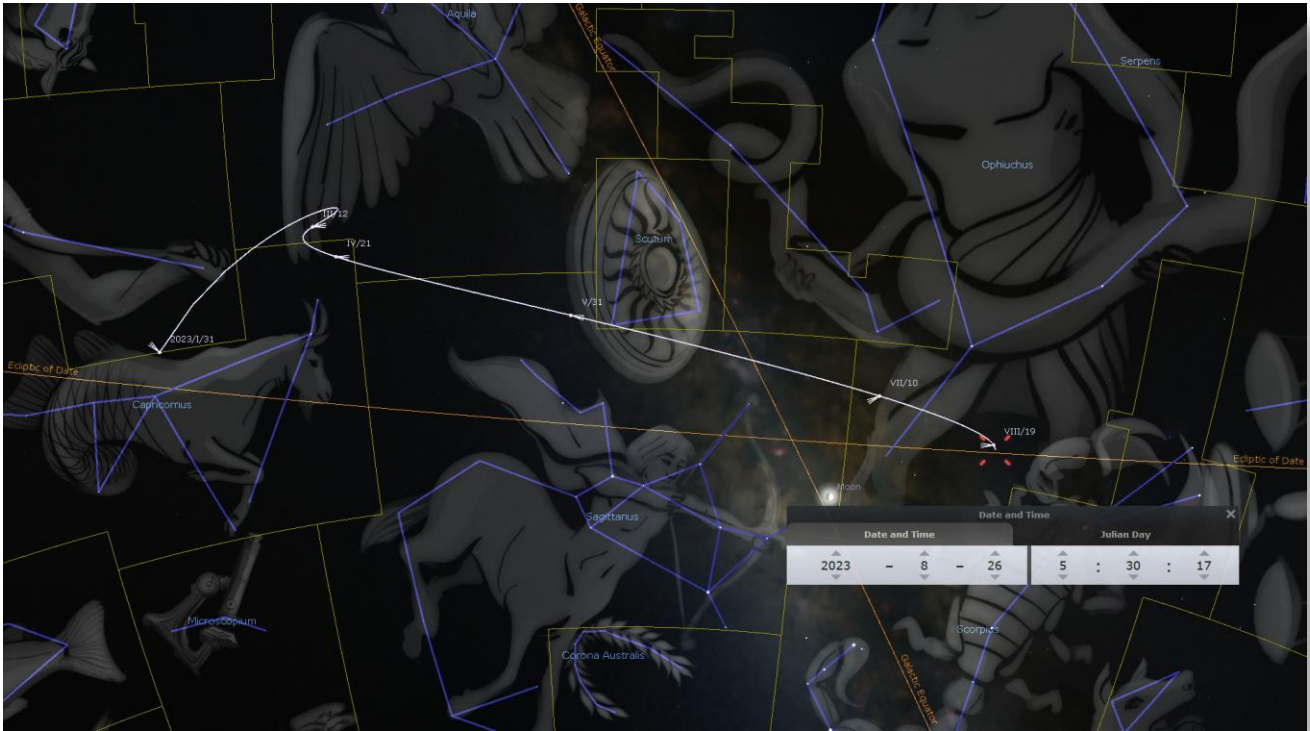 Aquila
Galactic Equator
Serpens
Ophiuchus
III/12
IV/21
Scutum
V/31
2023/I/31
Ecliptic of Date
Capricornus
VII/10
VIII/19
Ecliptic of Date
Moon
Sagittarius
Date and Time
Date and Time
Julian Day
2023 - 8 - 26 5 : 30 : 17
Microscopium
Scorpius
Corona Australis
Galactic Equator